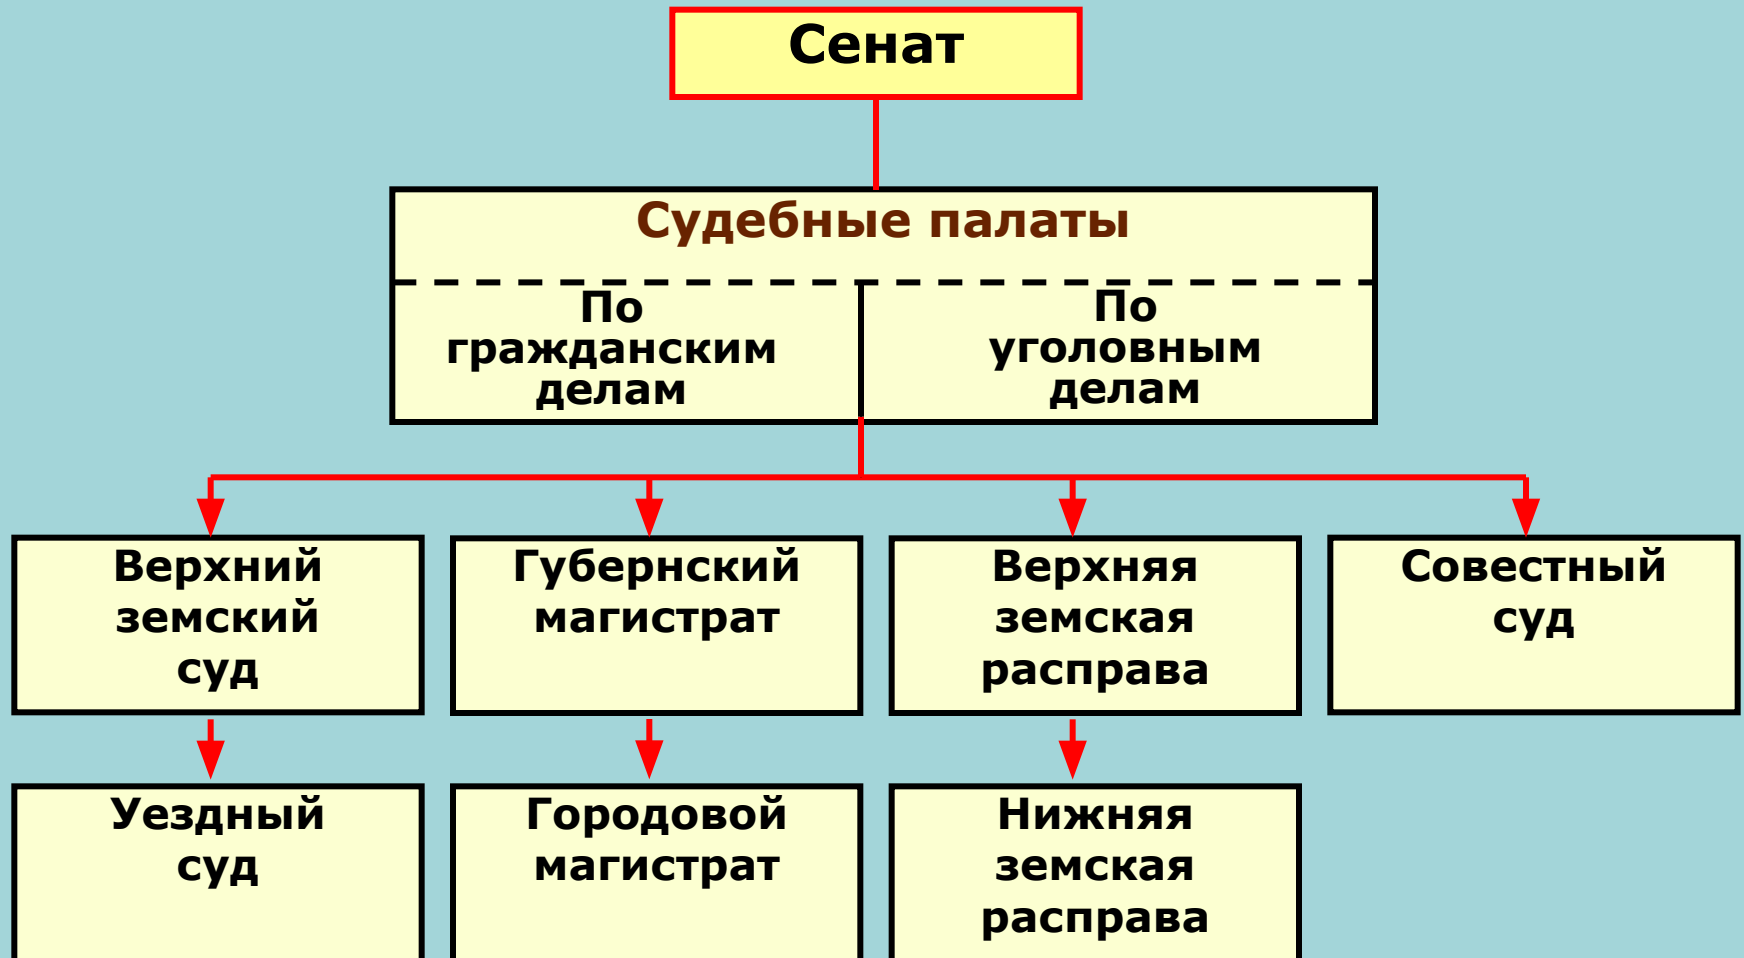 Сенат
Судебные палаты
По
гражданским
делам
По
уголовным
делам
Верхний
земский
суд
Губернский
магистрат
Верхняя
земская
расправа
Совестный
суд
Уездный
суд
Городовой
магистрат
Нижняя
земская
расправа